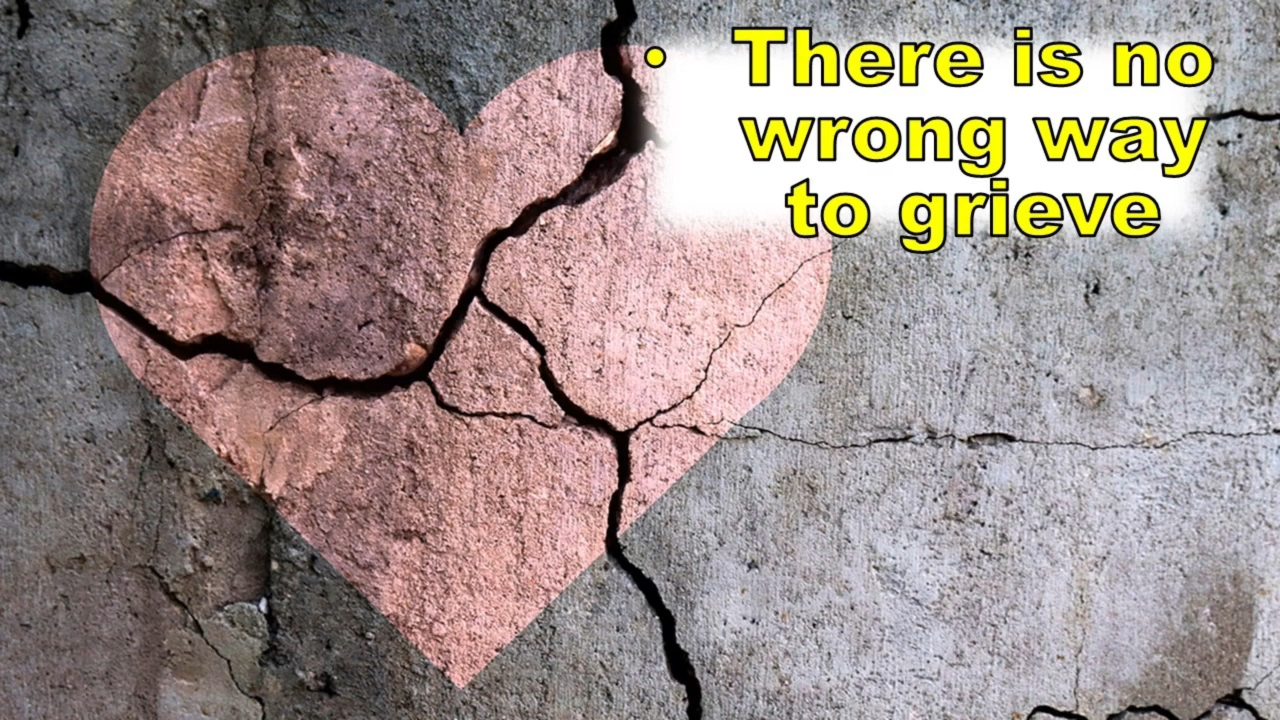 • There is no
wrong way
to grieve